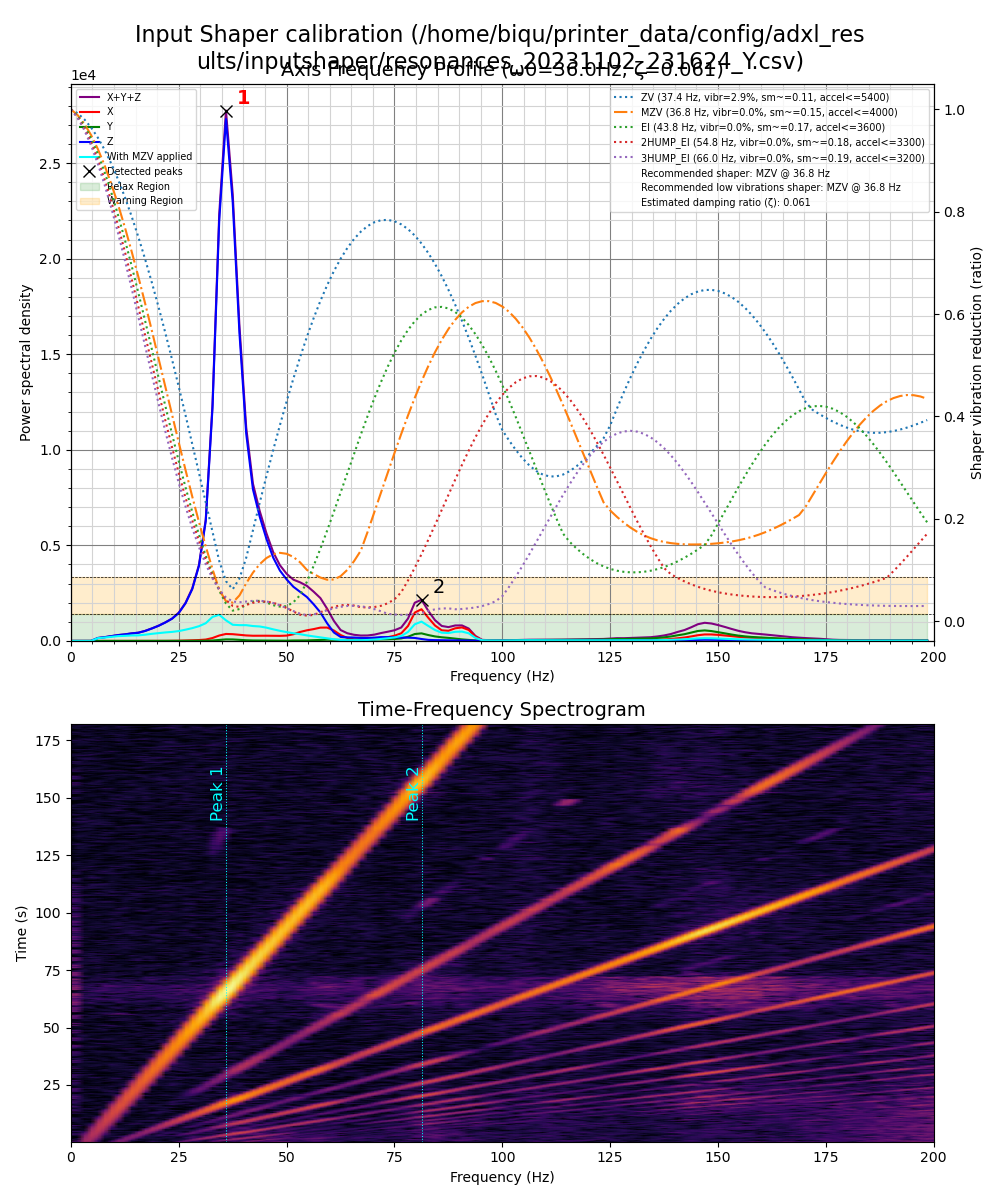 Input Shaper calibration (/home/biqu/printer_data/config/adxl_res
ults/inputshaper/resonances_20231102_231624_Y.csv)
Axis Frequency Profile (ω0=36.0Hz, ζ=0.061)
1e4
1
X+Y+Z
X
Y
Z
With MZV applied
Detected peaks
Relax Region
Warning Region
ZV (37.4 Hz, vibr=2.9%, sm~=0.11, accel<=5400)
MZV (36.8 Hz, vibr=0.0%, sm~=0.15, accel<=4000)
EI (43.8 Hz, vibr=0.0%, sm~=0.17, accel<=3600)
2HUMP_EI (54.8 Hz, vibr=0.0%, sm~=0.18, accel<=3300)
3HUMP_EI (66.0 Hz, vibr=0.0%, sm~=0.19, accel<=3200)
Recommended shaper: MZV @ 36.8 Hz
Recommended low vibrations shaper: MZV @ 36.8 Hz
Estimated damping ratio (ζ): 0.061
2.5
2.0
1.5
1.0
0.5
0.0
Power spectral density
1.0
0.8
0.6
0.4
0.2
0.0
Shaper vibration reduction (ratio)
2
0
25
50
75
100
125
150
175
200
Frequency (Hz)
Time-Frequency Spectrogram
175
150
125
100
75
50
25
Time (s)
Peak 1
Peak 2
0
25
50
75
100
125
150
175
200
Frequency (Hz)